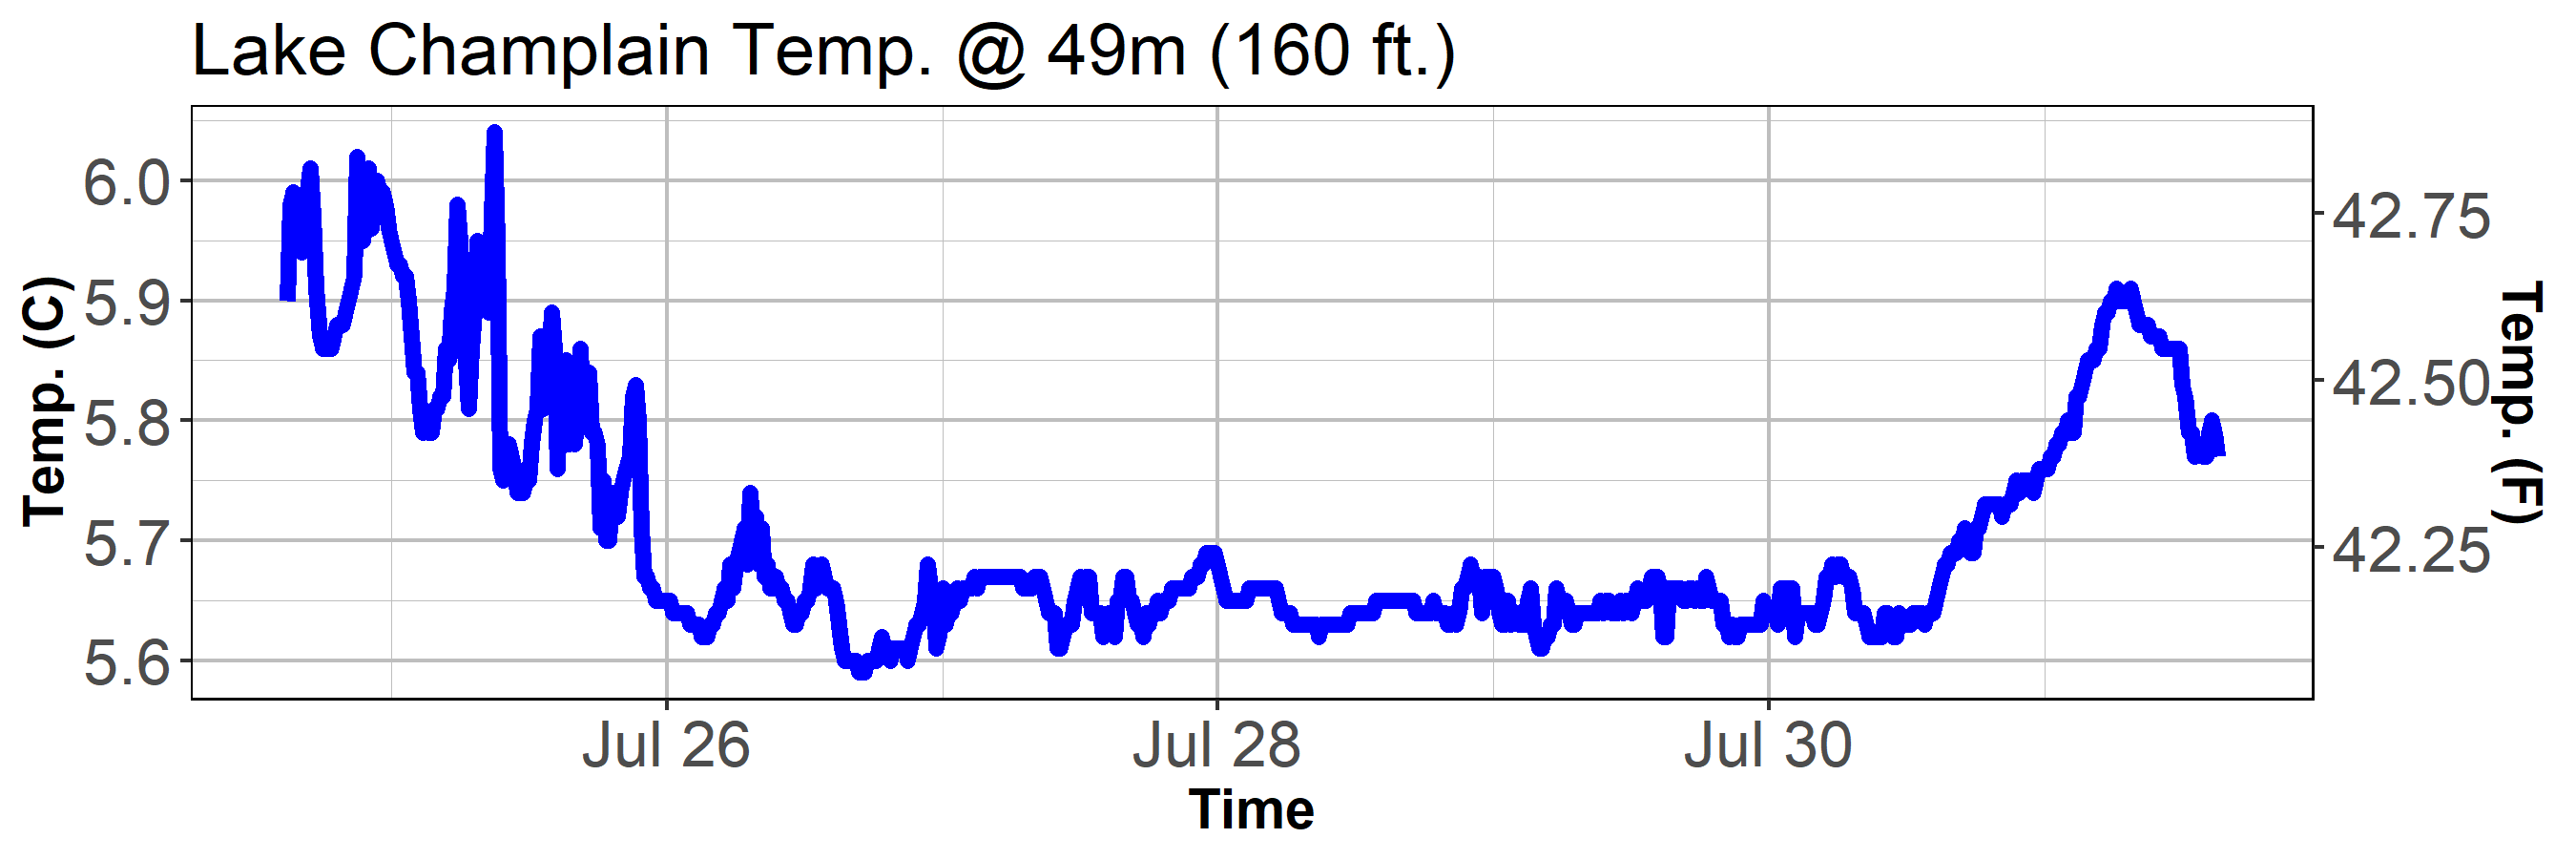 Lake Champlain Temp. @ 49m (160 ft.)
Temp. (C)
6.0
5.9
5.8
5.7
5.6
42.75
42.50
42.25
Temp. (F)
Jul 26 Jul 28 Jul 30
Time